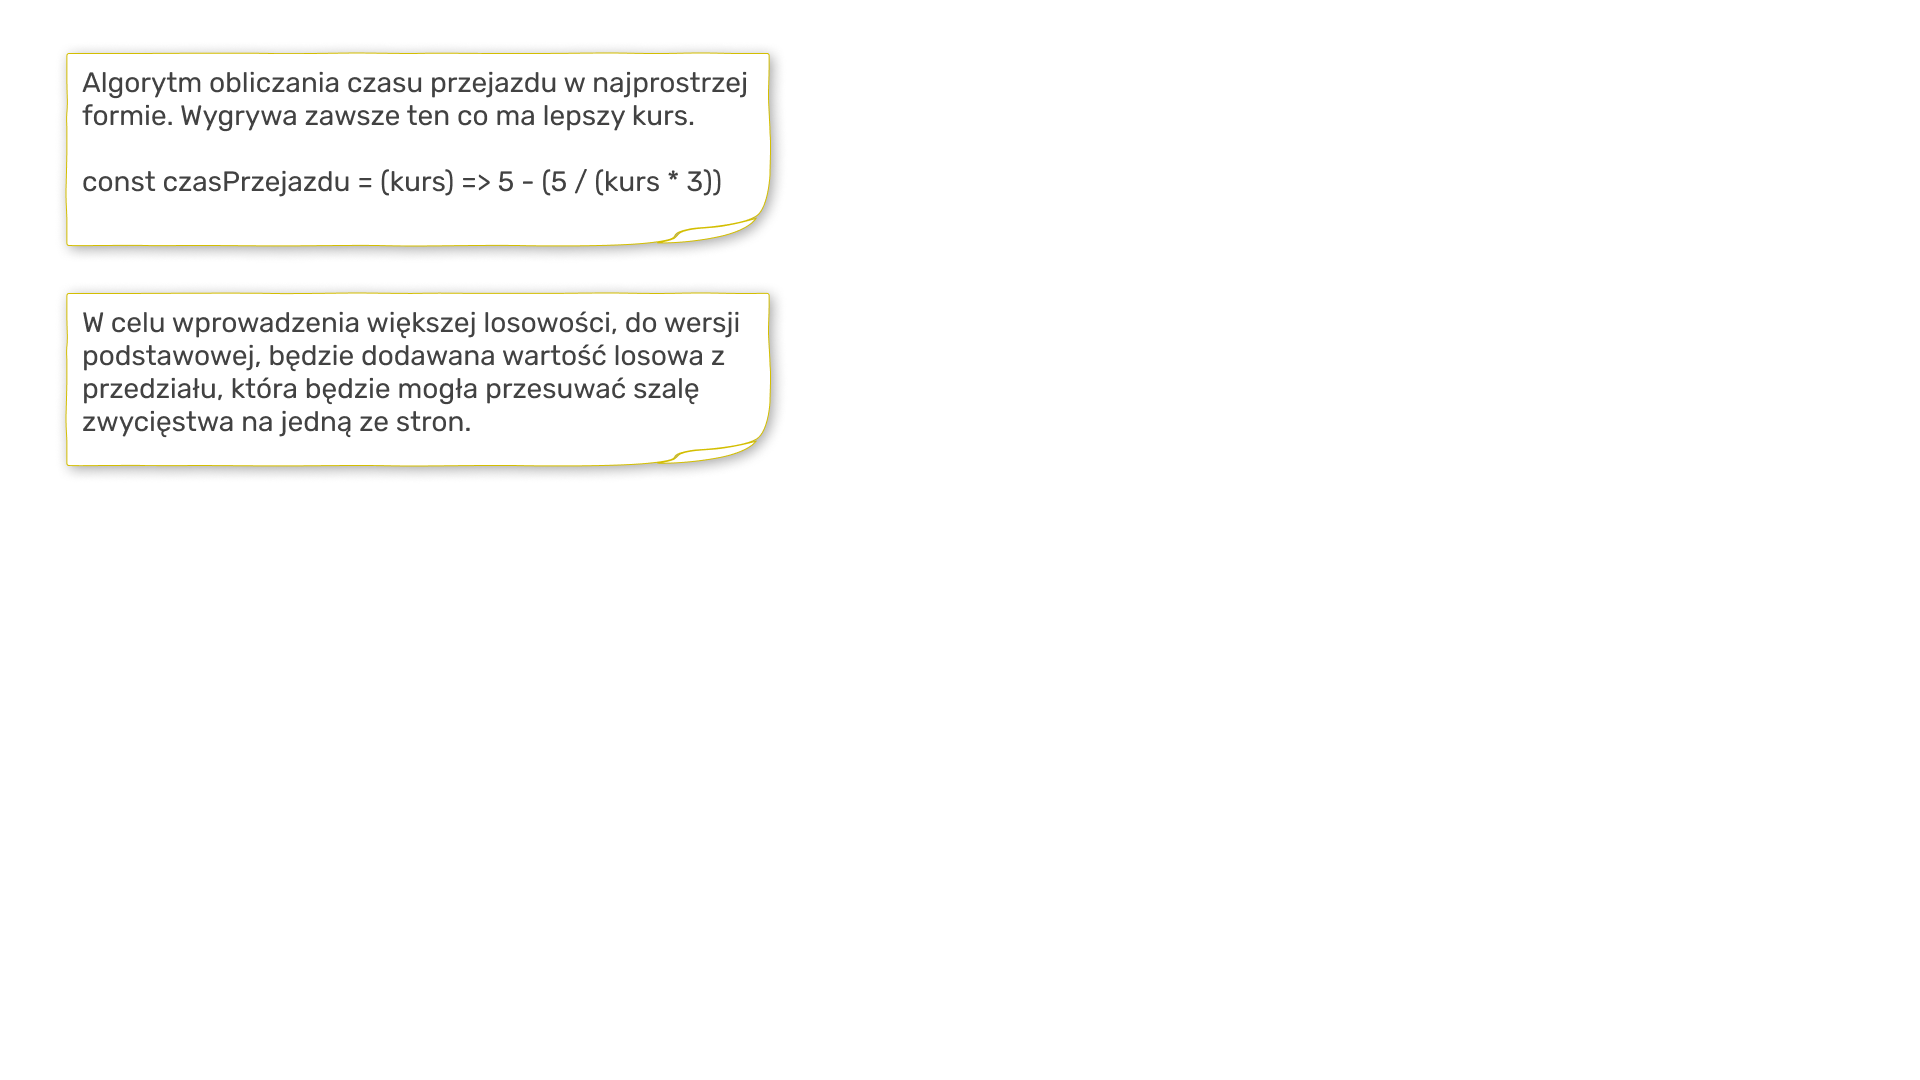 Algorytm obliczania czasu przejazdu w najprostrzej
formie. Wygrywa zawsze ten co ma lepszy kurs.
const czasPrzejazdu = (kurs) => 5 - (5 / (kurs * 3))
W celu wprowadzenia większej losowości, do wersji
podstawowej, będzie dodawana wartość losowa z
przedziału, która będzie mogła przesuwać szalę
zwycięstwa na jedną ze stron.